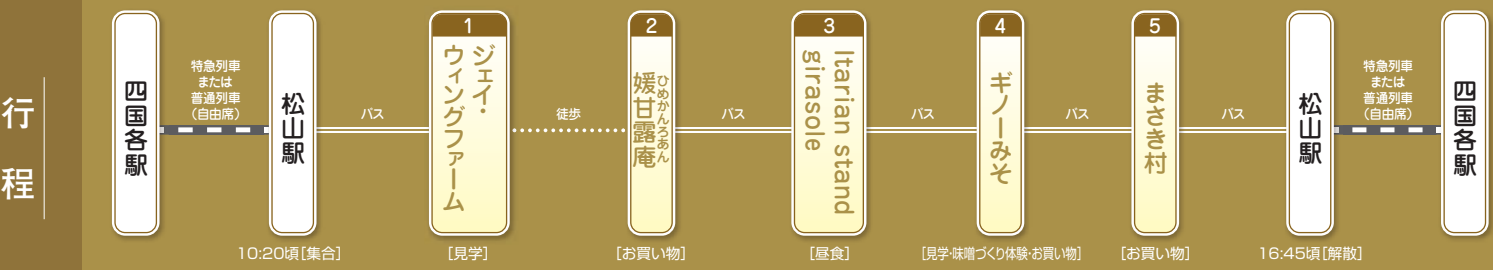 行程
四国各駅
特急列車
または
普通列車
（自由席）
松山駅
10:20頃[集合]
バス
1
ジェイ・
ウィングファーム
[見学]
徒歩
2
媛甘露庵
ひめかんろあん
[お買い物]
バス
3
Itarian stand
girasole
[昼食]
バス
4
ギノーみそ
[見学・味噌づくり体験・お買い物]
バス
5
まさき村
[お買い物]
バス
松山駅
16:45頃[解散]
特急列車
または
普通列車
（自由席）
四国各駅